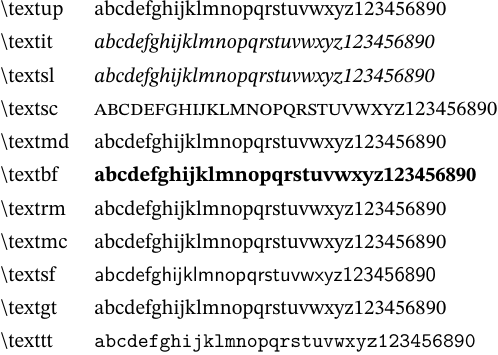 \textup abcdefghijklmnopqrstuvwxyz123456890
\textit abcdefghijklmnopqrstuvwxyz123456890
\textsl abcdefghijklmnopqrstuvwxyz123456890
\textsc ABCDEFGHIJKLMNOPQRSTUVWXYZ123456890
\textmd abcdefghijklmnopqrstuvwxyz123456890
\textbf abcdefghijklmnopqrstuvwxyz123456890
\textrm abcdefghijklmnopqrstuvwxyz123456890
\textmc abcdefghijklmnopqrstuvwxyz123456890
\textsf abcdefghijklmnopqrstuvwxyz123456890
\textgt abcdefghijklmnopqrstuvwxyz123456890
\texttt abcdefghijklmnopqrstuvwxyz123456890